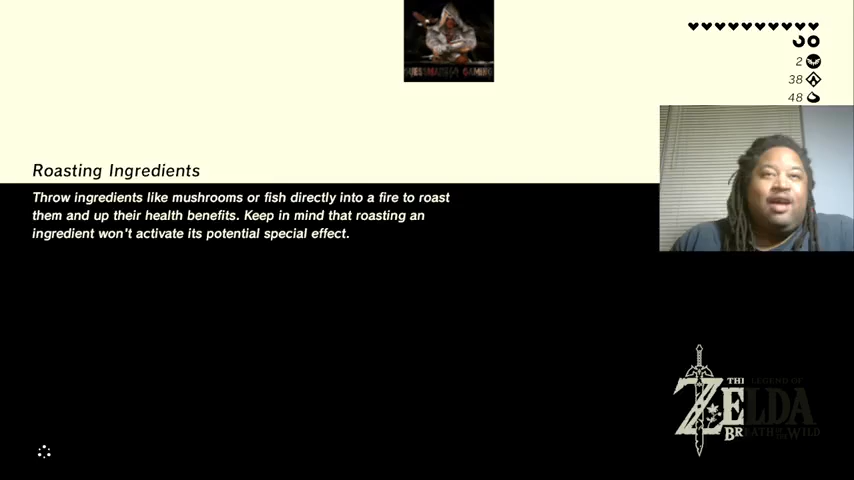 2
38
48
Roasting Ingredients
Throw ingredients like mushrooms or fish directly into a fire to roast
them and up their health benefits. Keep in mind that roasting an
ingredient won't activate its potential special effect.
THE LEGEND OF
ZELDA
BREATH OF THE WILD